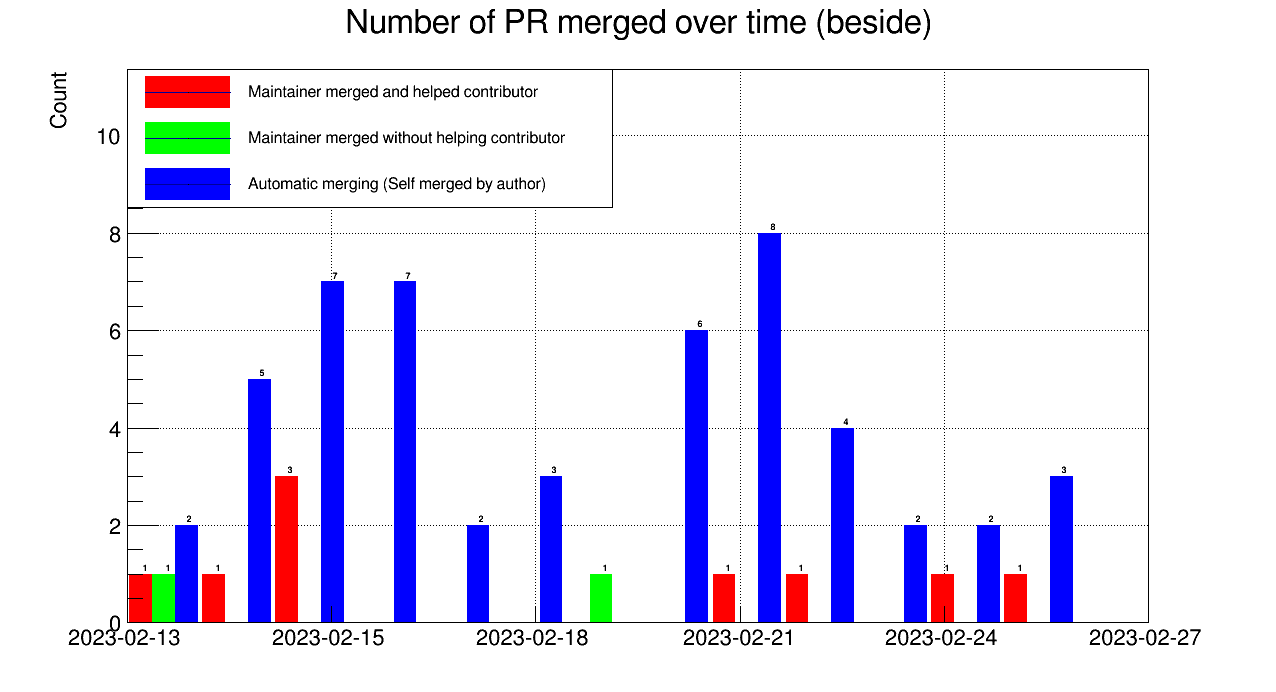 Number of PR merged over time (beside)
Count
Maintainer merged and helped contributor
Maintainer merged without helping contributor
Automatic merging (Self merged by author)
10
8
6
4
2
0
1 1 2 1 5 3 7 7 2 3 1 6 1 8 1 4 2 1 2 1 3
2023-02-13 2023-02-15 2023-02-18 2023-02-21 2023-02-24 2023-02-27